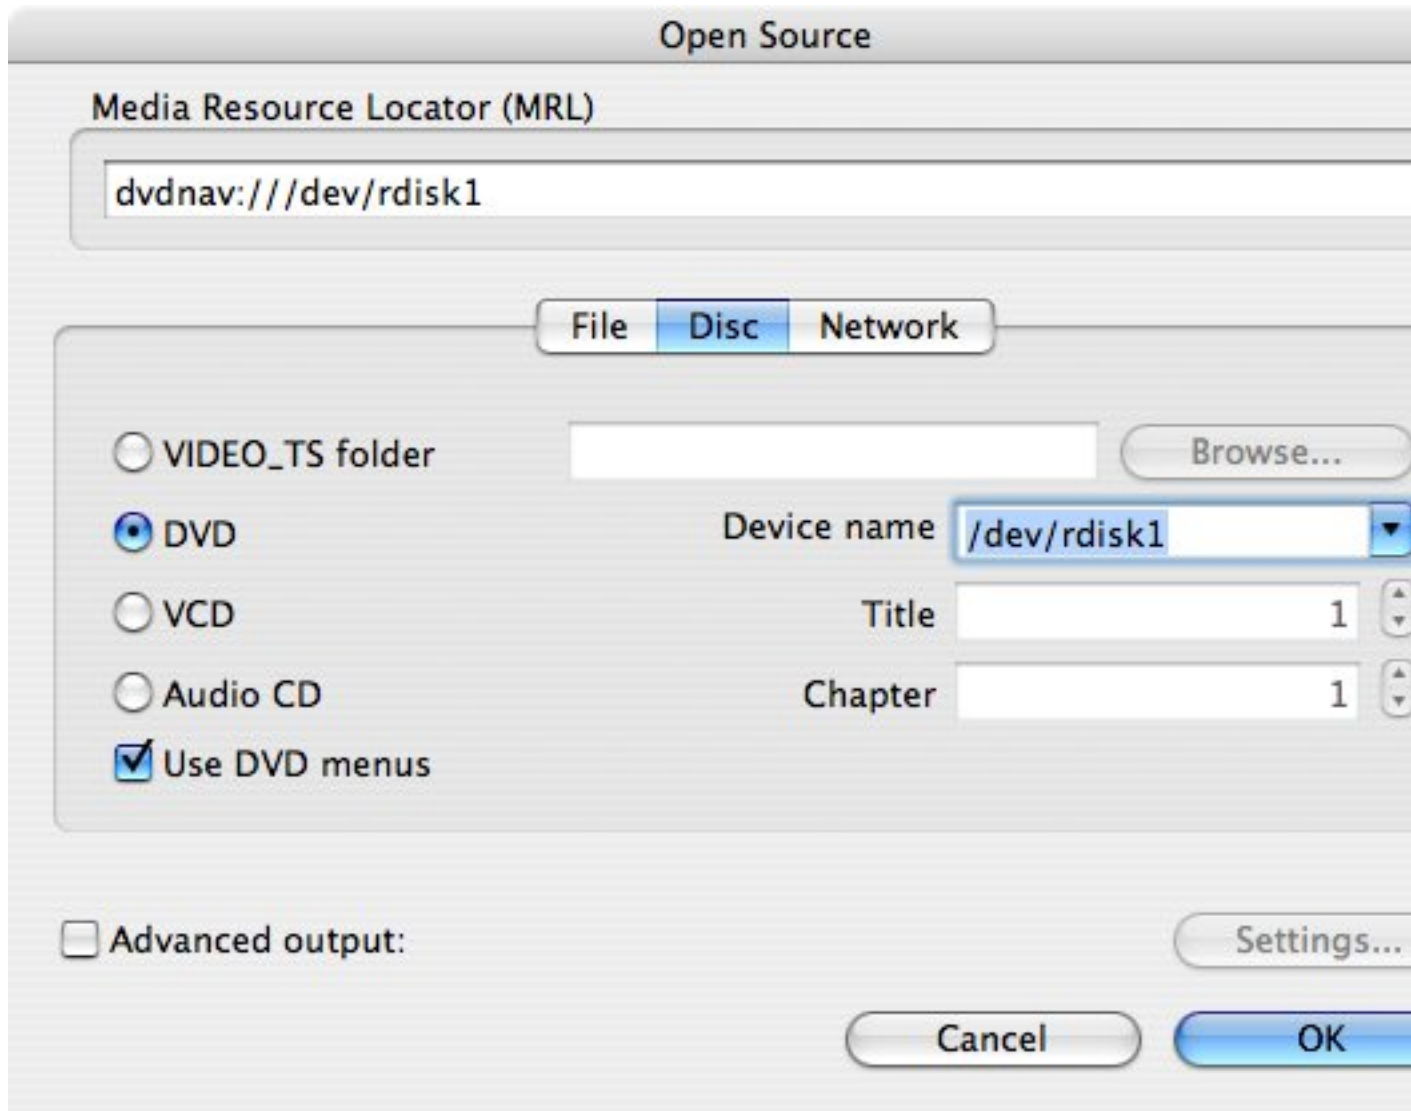 Open Source
Media Resource Locator (MRL)
dvdnav:///dev/rdisk1
File Disc Network
VIDEO_TS folder Browse...
DVD Device name /dev/rdisk1
VCD Title 1
Audio CD Chapter 1
Use DVD menus
Advanced output: Settings...
Cancel OK